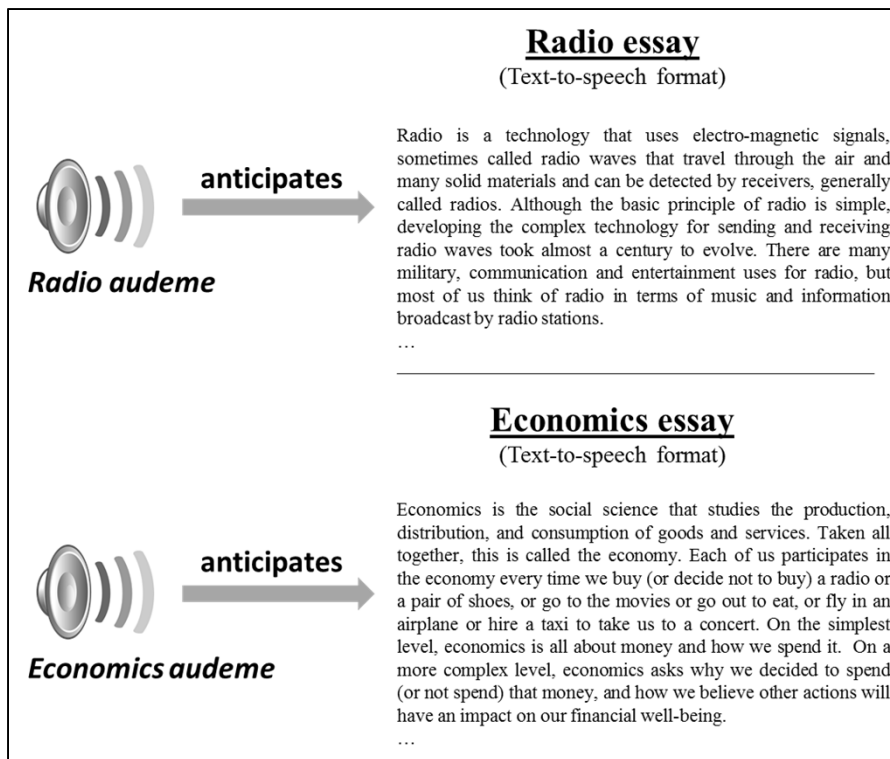 Radio essay
(Text-to-speech format)
anticipates
Radio audeme
Radio is a technology that uses electro-magnetic signals,
sometimes called radio waves that travel through the air and
many solid materials and can be detected by receivers, generally
called radios. Although the basic principle of radio is simple,
developing the complex technology for sending and receiving
radio waves took almost a century to evolve. There are many
military, communication and entertainment uses for radio, but
most of us think of radio in terms of music and information
broadcast by radio stations.
…
Economics essay
(Text-to-speech format)
anticipates
Economics audeme
Economics is the social science that studies the production,
distribution, and consumption of goods and services. Taken all
together, this is called the economy. Each of us participates in
the economy every time we buy (or decide not to buy) a radio or
a pair of shoes, or go to the movies or go out to eat, or fly in an
airplane or hire a taxi to take us to a concert. On the simplest
level, economics is all about money and how we spend it. On a
more complex level, economics asks why we decided to spend
(or not spend) that money, and how we believe other actions will
have an impact on our financial well-being.
…